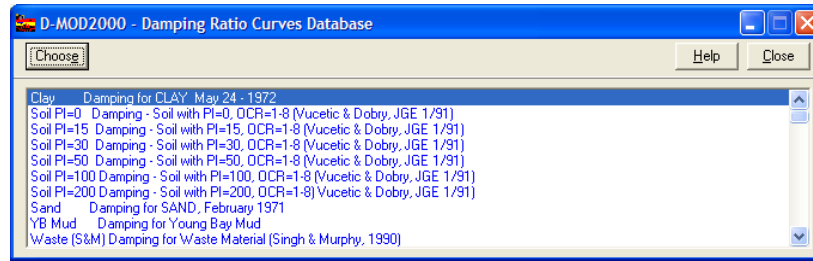 D-MOD2000 - Damping Ratio Curves Database
Choose Help Close
Clay Damping for CLAY May 24 - 1972
Soil PI=0 Damping - Soil with PI=0, OCR=1-8 (Vucetic & Dobry, JGE 1/91)
Soil PI=15 Damping - Soil with PI=15, OCR=1-8 (Vucetic & Dobry, JGE 1/91)
Soil PI=30 Damping - Soil with PI=30, OCR=1-8 (Vucetic & Dobry, JGE 1/91)
Soil PI=50 Damping - Soil with PI=50, OCR=1-8 (Vucetic & Dobry, JGE 1/91)
Soil PI=100 Damping - Soil with PI=100, OCR=1-8 (Vucetic & Dobry, JGE 1/91)
Soil PI=200 Damping - Soil with PI=200, OCR=1-8) Vucetic & Dobry, JGE 1/91)
Sand Damping for SAND, February 1971
YB Mud Damping for Young Bay Mud
Waste (S&M) Damping for Waste Material (Singh & Murphy, 1990)